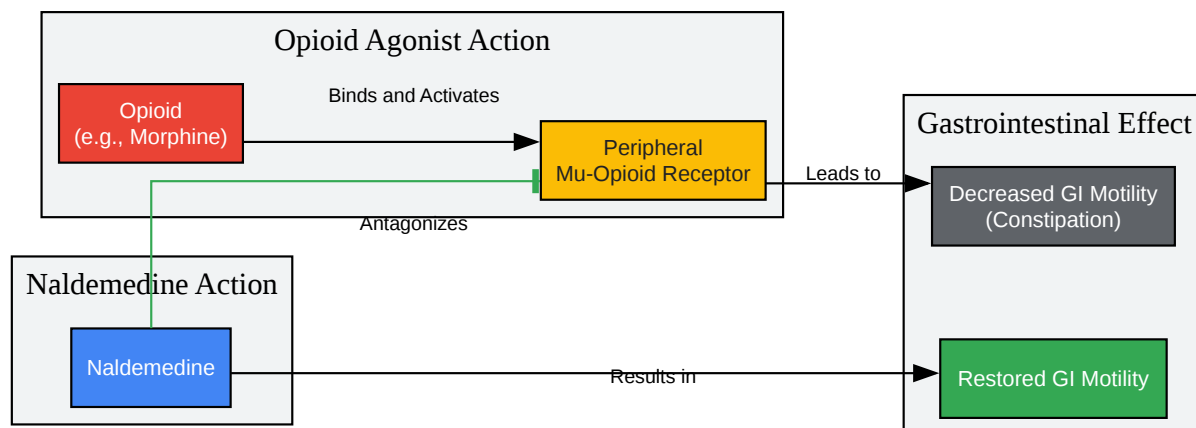 Opioid Agonist Action
Opioid
(e.g., Morphine)
Binds and Activates
Peripheral
Mu-Opioid Receptor
Leads to
Antagonizes
Gastrointestinal Effect
Decreased GI Motility
(Constipation)
Naldemedine Action
Naldemedine
Results in
Restored GI Motility